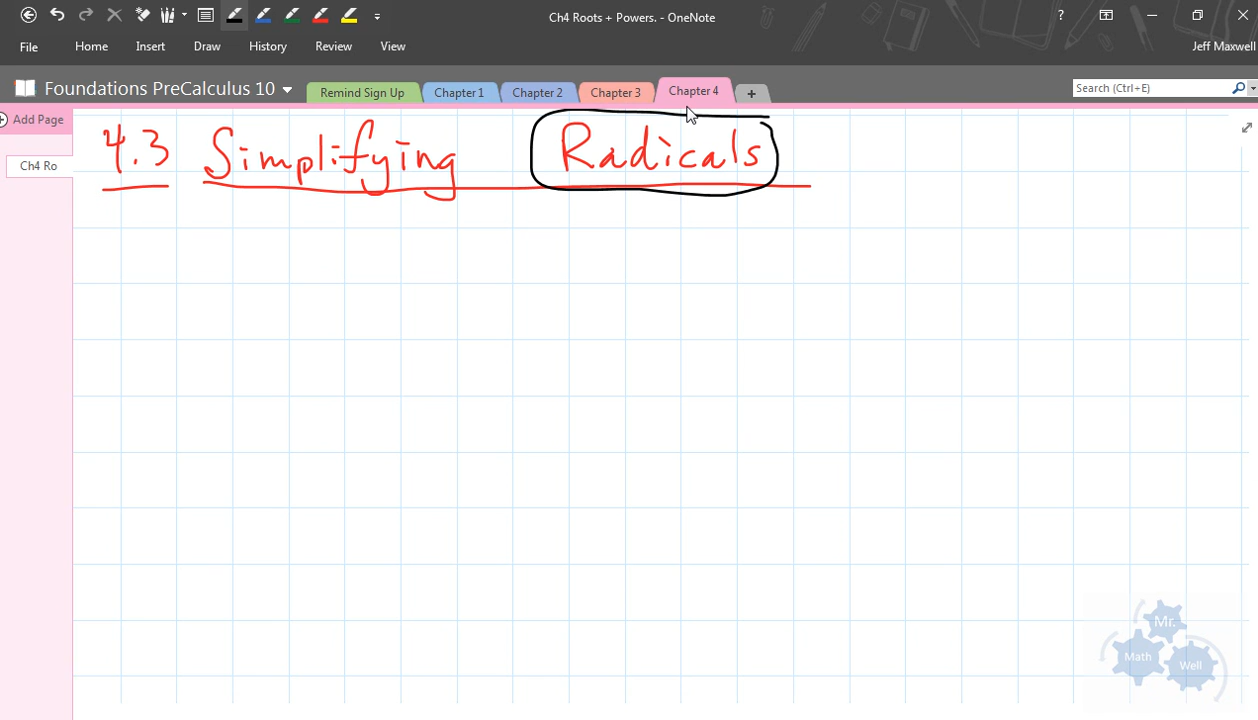 Ch4 Roots + Powers. - OneNote
?
File Home Insert Draw History Review View
Jeff Maxwell
Foundations PreCalculus 10
Remind Sign Up Chapter 1 Chapter 2 Chapter 3 Chapter 4 +
Search (Ctrl+E)
Add Page
Ch4 Ro
4.3 Simplifying Radicals
Mr.
Math
Well